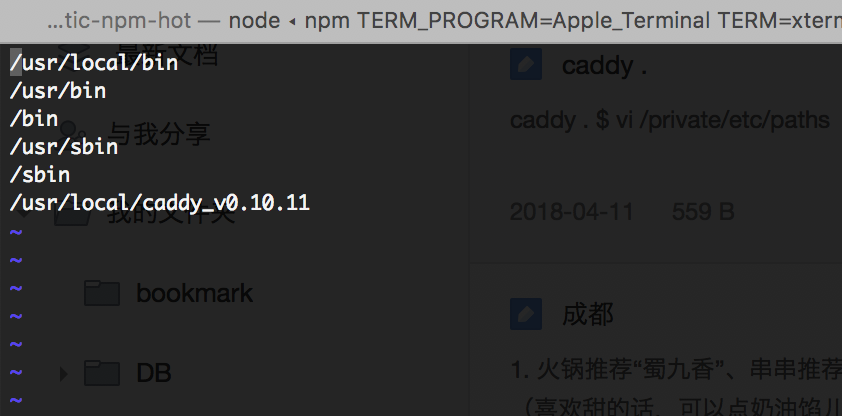 ...tic-npm-hot — node ◂ npm TERM_PROGRAM=Apple_Terminal TERM=xterm
/usr/local/bin
/usr/bin
/bin
/usr/sbin
/sbin
/usr/local/caddy_v0.10.11
~
~
~
~
~
~
~
最新文档
与我分享
我的文件夹
bookmark
DB
caddy .
caddy . $ vi /private/etc/paths
2018-04-11 559 B
成都
1. 火锅推荐“蜀九香”、串串推荐
（喜欢甜的话，可以点奶油馅儿